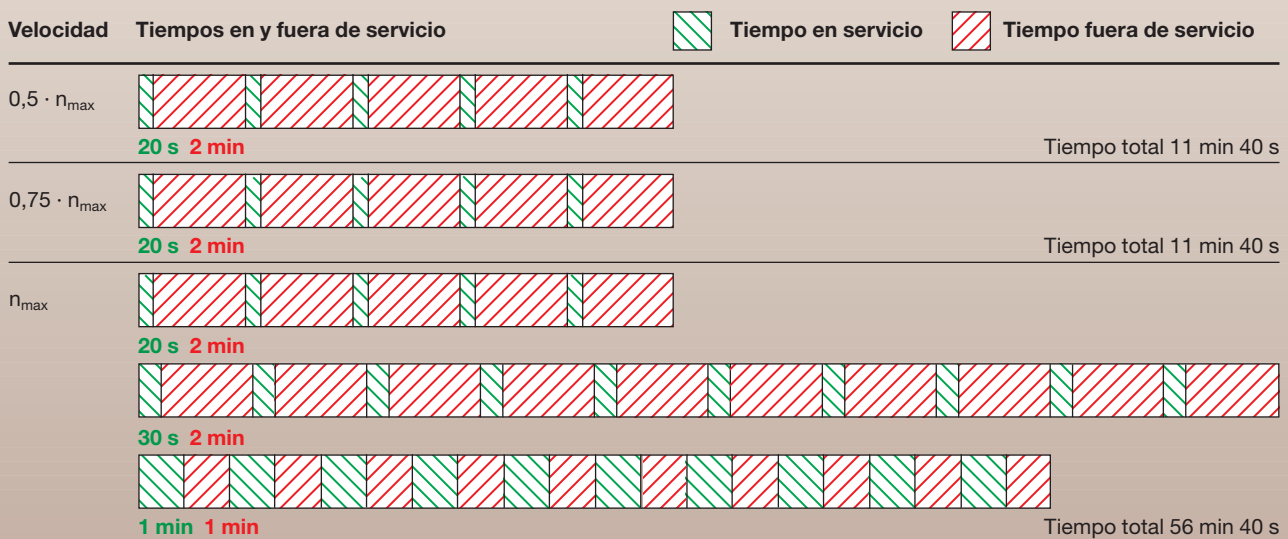 Velocidad Tiempos en y fuera de servicio Tiempo en servicio Tiempo fuera de servicio
0,5 · nmax
20 s 2 min Tiempo total 11 min 40 s
0,75 · nmax
20 s 2 min Tiempo total 11 min 40 s
nmax
20 s 2 min
30 s 2 min
1 min 1 min Tiempo total 56 min 40 s